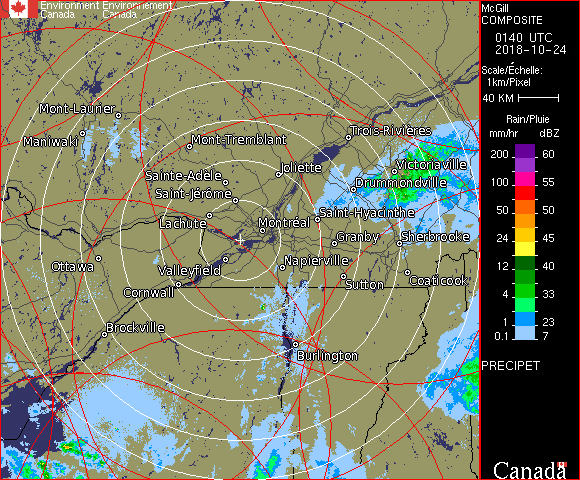 Environment Environnement
Canada Canada
McGill
COMPOSITE
0140 UTC
2018-10-24
Scale/Échelle:
1km/Pixel
40 KM
Rain/Pluie
mm/hr dBZ
200 60
100 55
50 50
24 45
12 40
4 33
1 23
0.1 7
PRECIPET
Canada
Mont-Laurier
Maniwaki
Mont-Tremblant
Trois-Rivières
Sainte-Adèle
Joliette
Victoriaville
Saint-Jérôme
Drummondville
Lachute
Saint-Hyacinthe
Montréal
Granby
Sherbrooke
Ottawa
Valleyfield
Napierville
Cornwall
Sutton
Coaticook
Brockville
Burlington